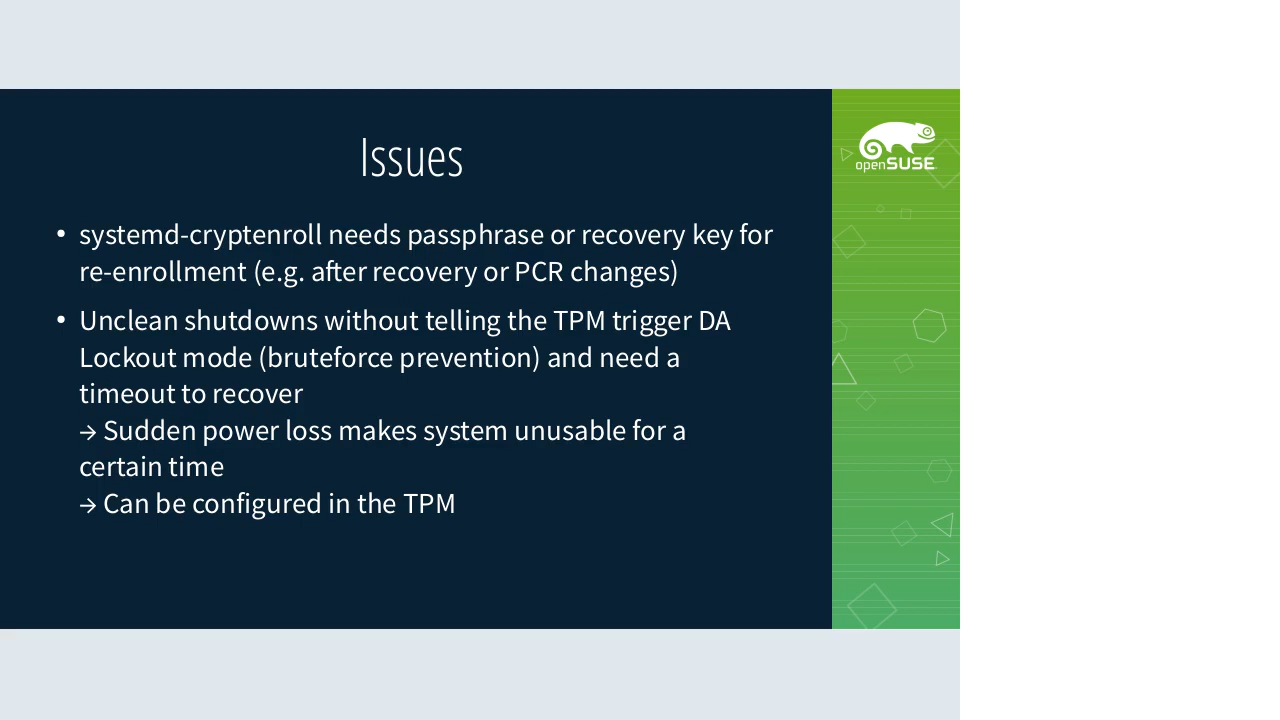 Issues
openSUSE
• systemd-cryptenroll needs passphrase or recovery key for
re-enrollment (e.g. after recovery or PCR changes)
• Unclean shutdowns without telling the TPM trigger DA
Lockout mode (bruteforce prevention) and need a
timeout to recover
→ Sudden power loss makes system unusable for a
certain time
→ Can be configured in the TPM